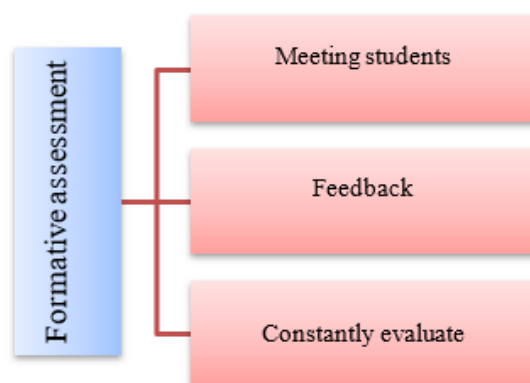 Formative assessment
Meeting students
Feedback
Constantly evaluate